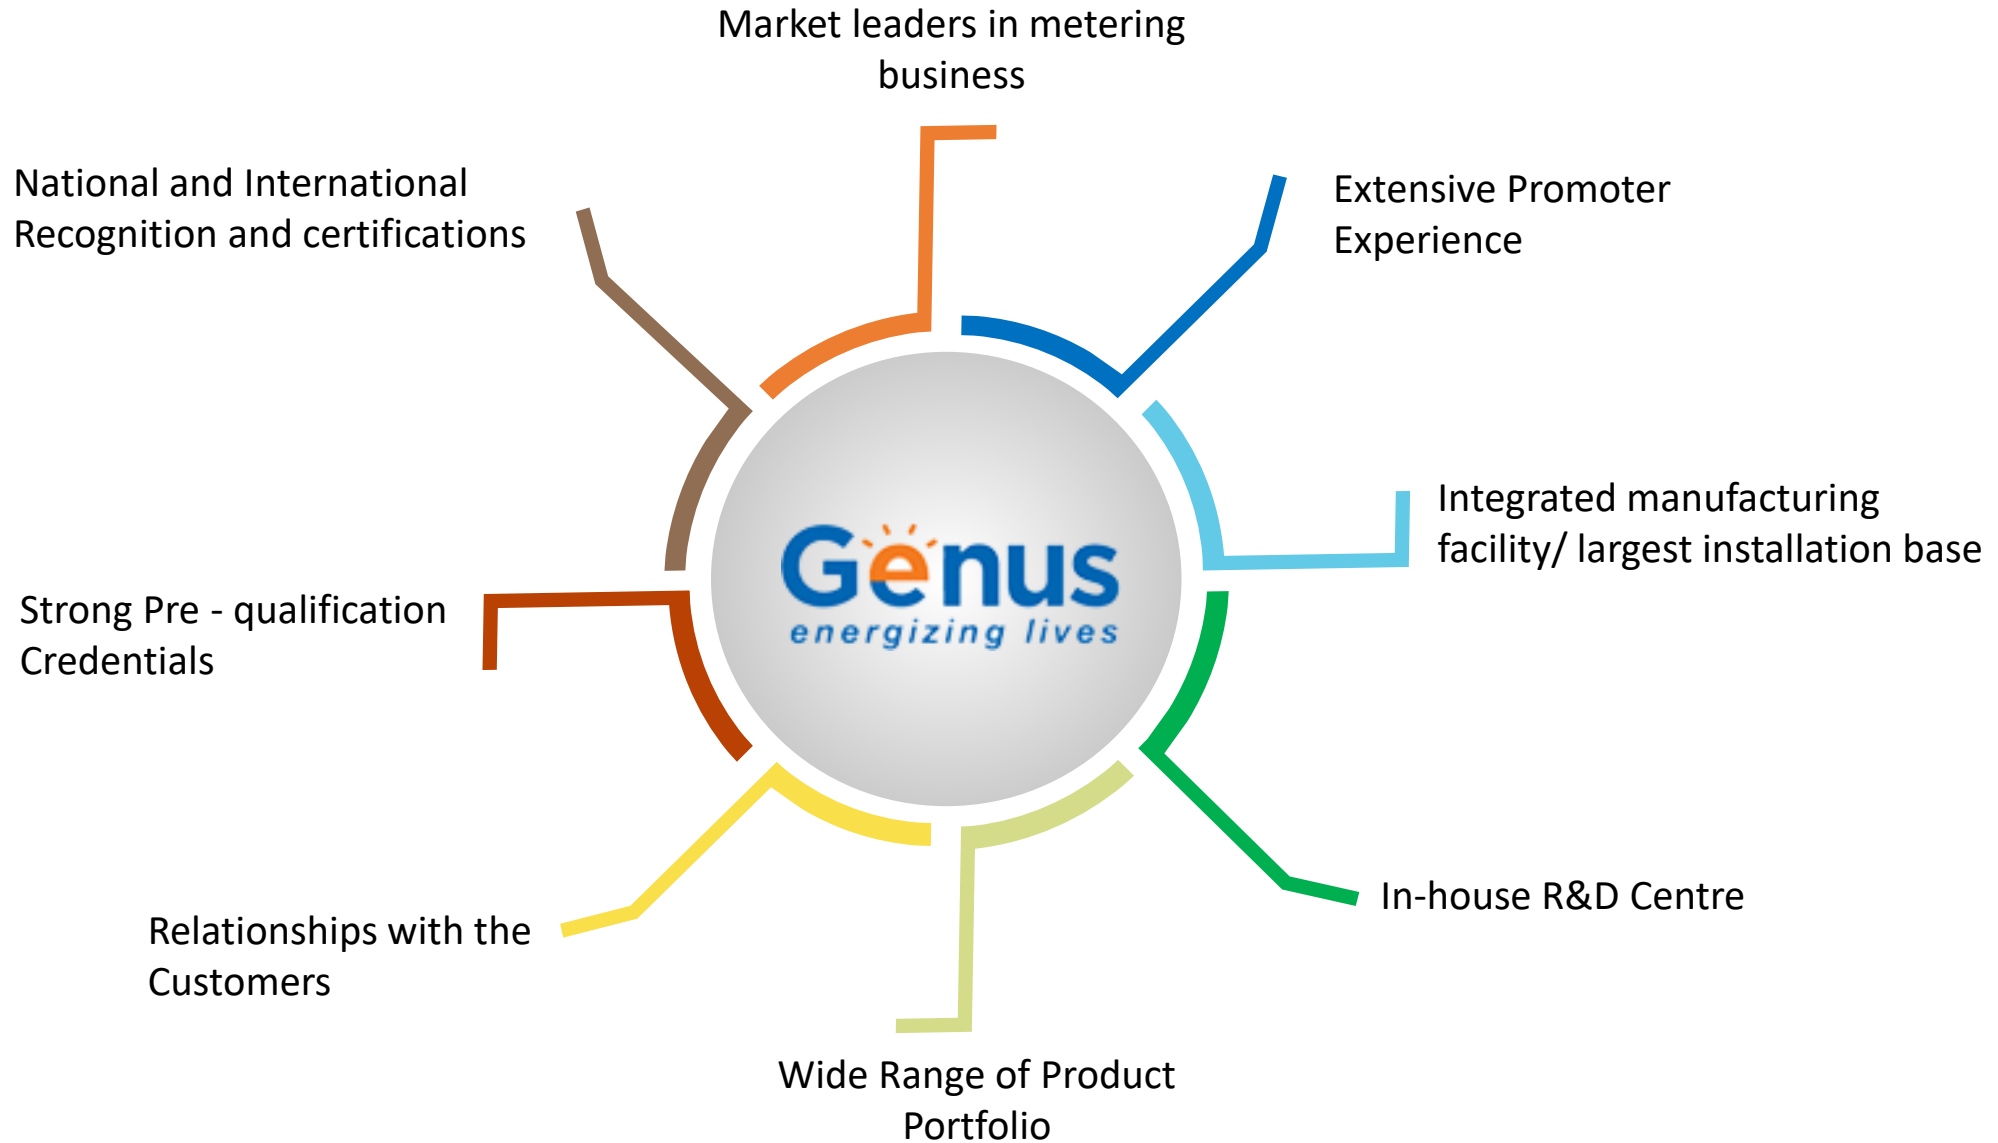 Market leaders in metering
business
National and International
Recognition and certifications
Extensive Promoter
Experience
Integrated manufacturing
facility/ largest installation base
Genus
energizing lives
Strong Pre - qualification
Credentials
In-house R&D Centre
Relationships with the
Customers
Wide Range of Product
Portfolio